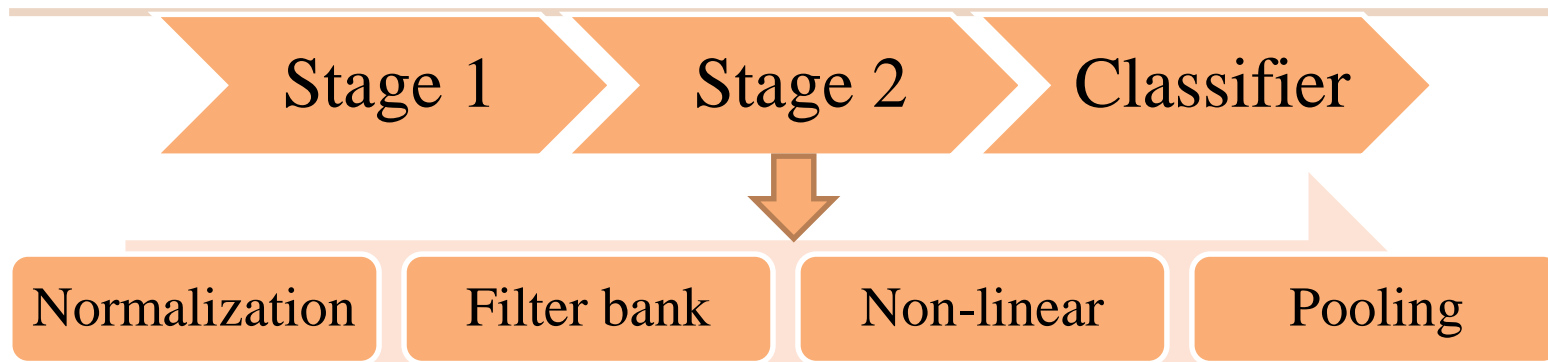 Stage 1
Stage 2
Classifier
Normalization
Filter bank
Non-linear
Pooling